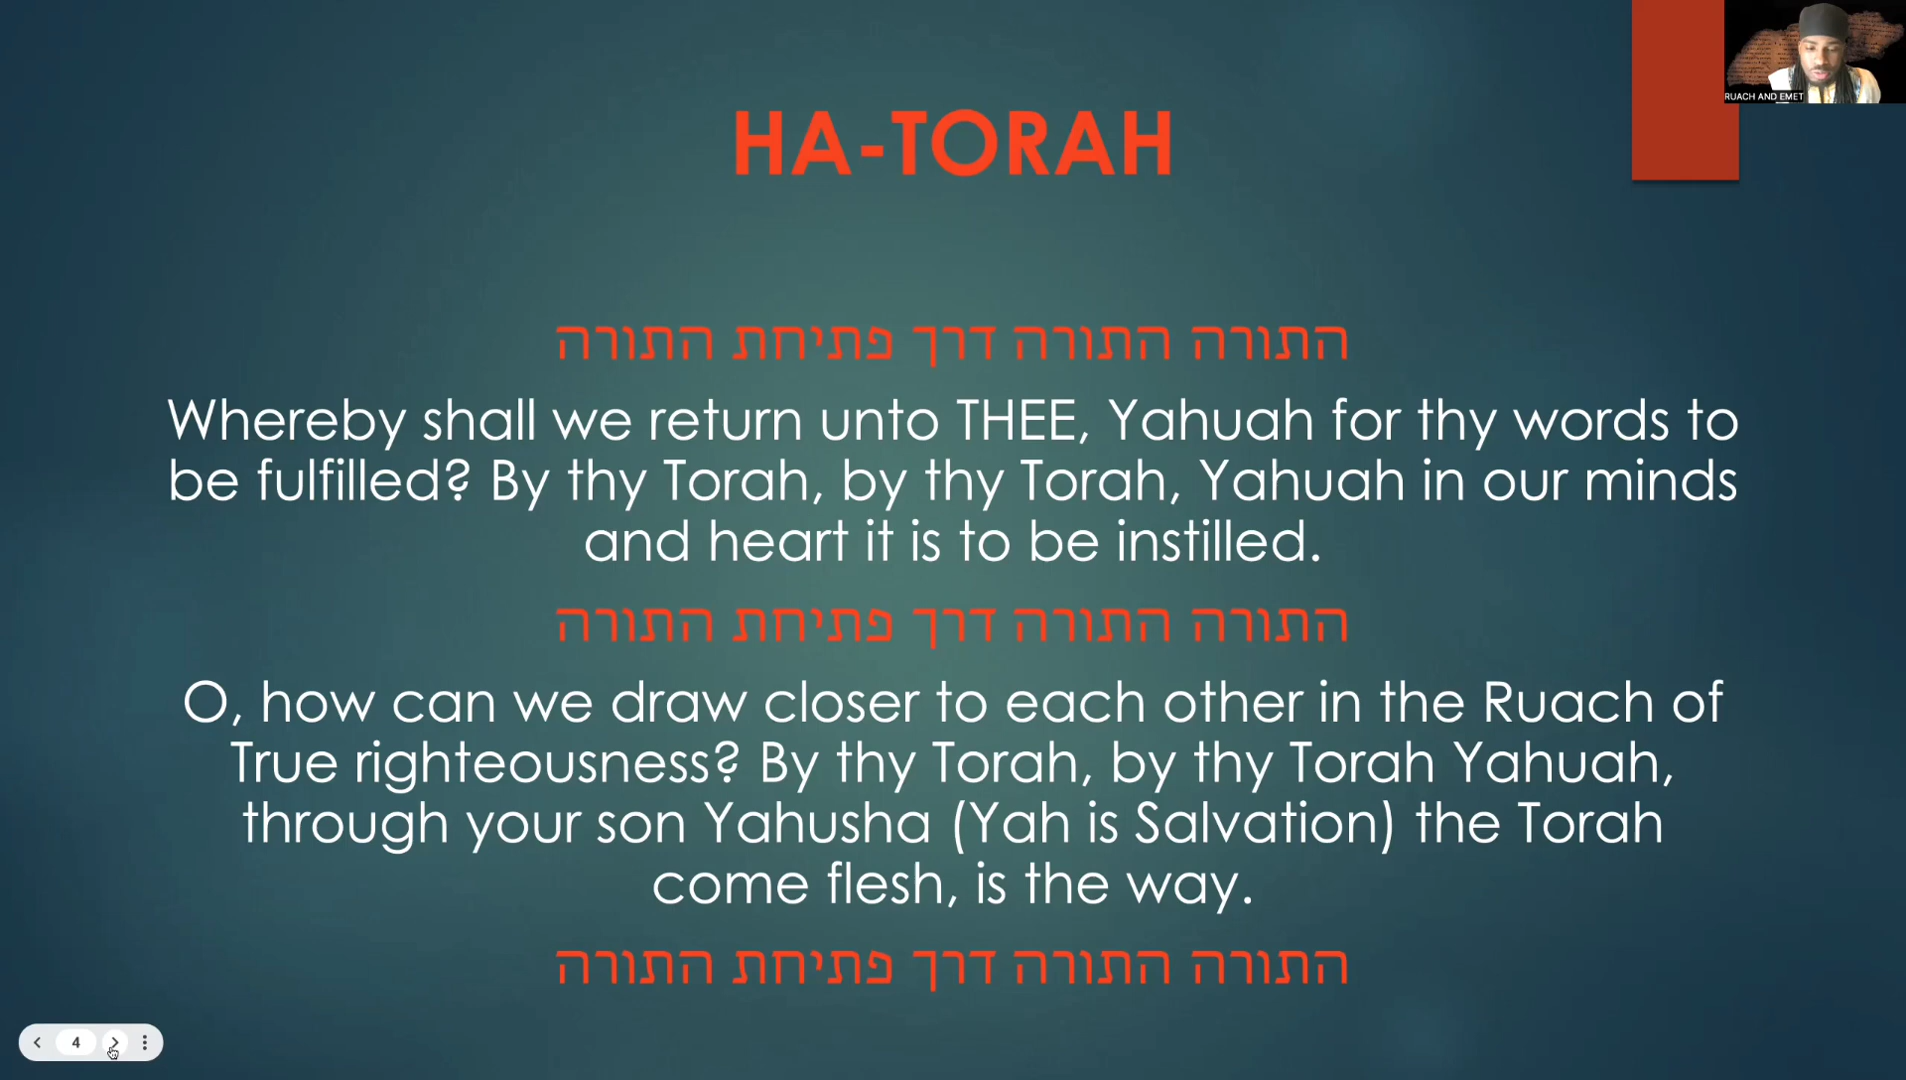 RUACH AND EMET
HA-TORAH
התורה התורה דרך פתיחת התורה
Whereby shall we return unto THEE, Yahuah for thy words to
be fulfilled? By thy Torah, by thy Torah, Yahuah in our minds
and heart it is to be instilled.
התורה התורה דרך פתיחת התורה
O, how can we draw closer to each other in the Ruach of
True righteousness? By thy Torah, by thy Torah Yahuah,
through your son Yahusha (Yah is Salvation) the Torah
come flesh, is the way.
התורה התורה דרך פתיחת התורה
4